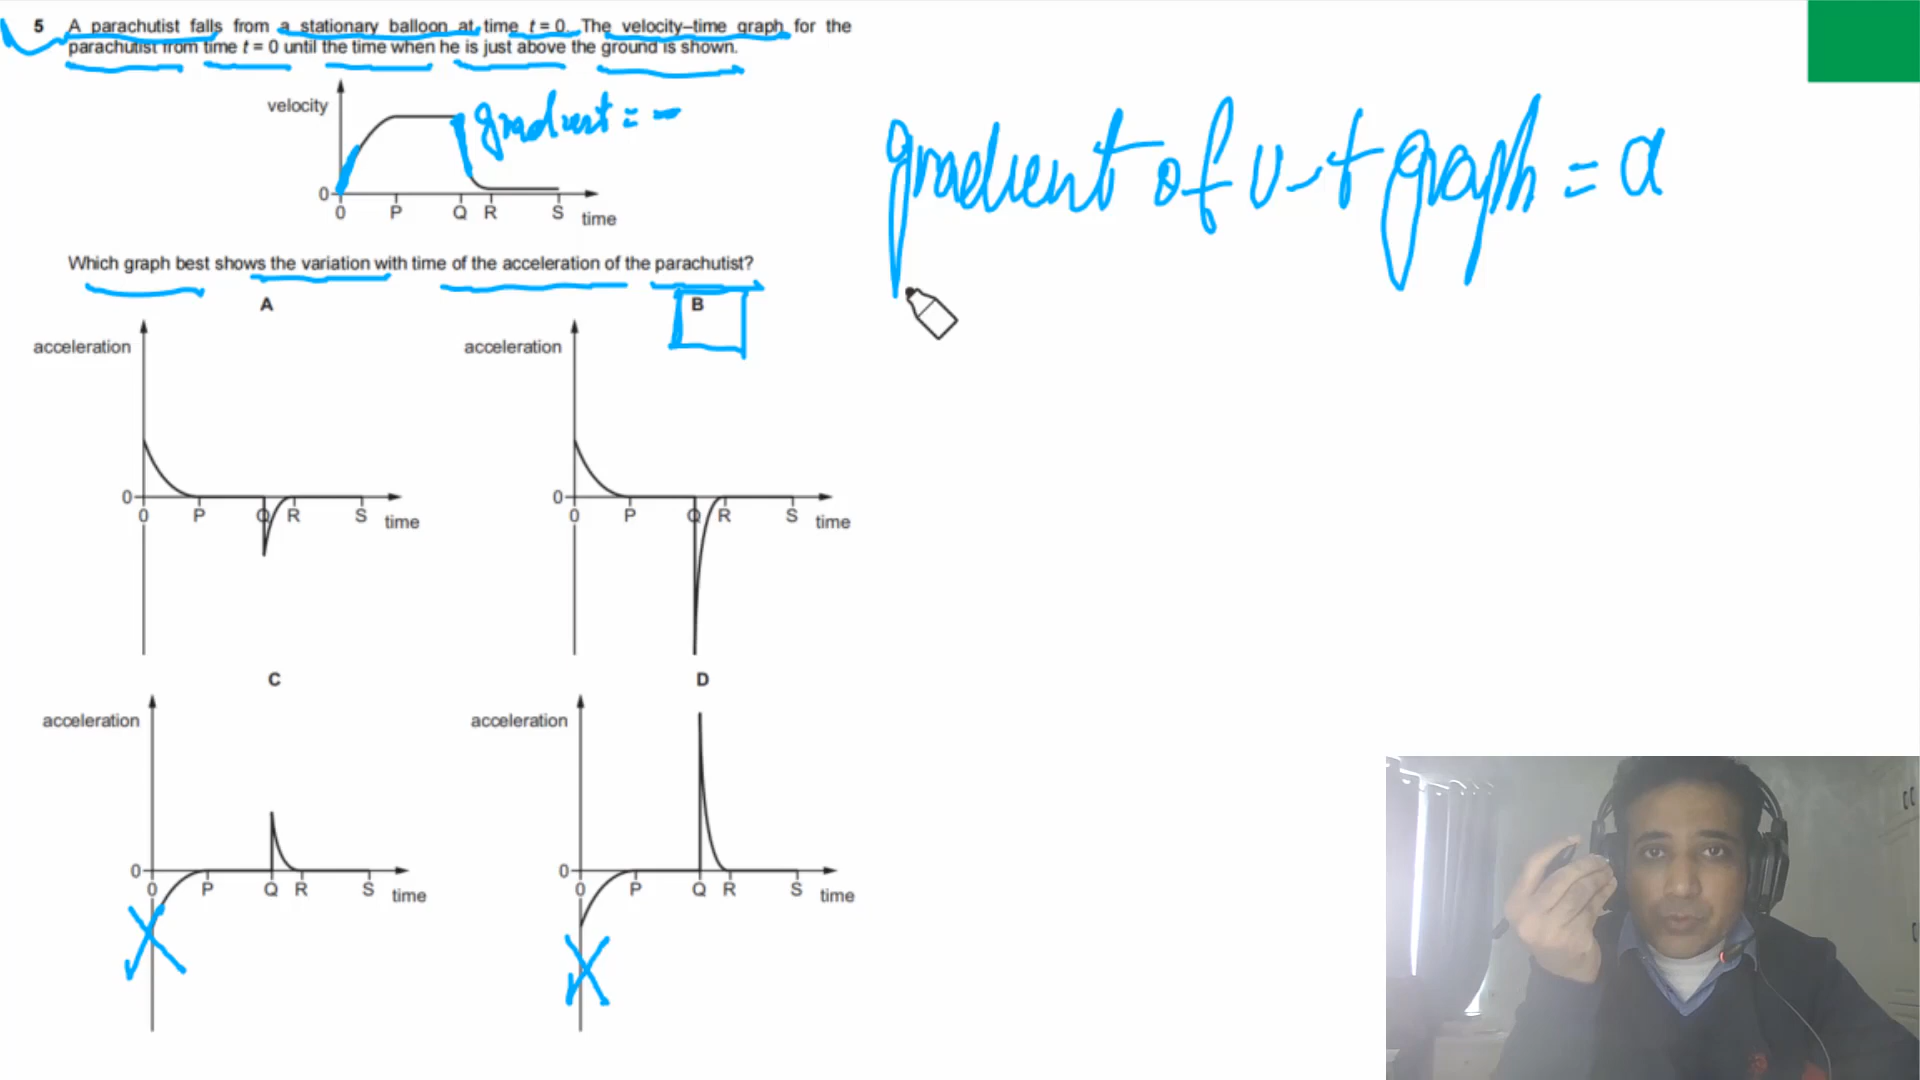 5 A parachutist falls from a stationary balloon at time t = 0. The velocity–time graph for the
parachutist from time t = 0 until the time when he is just above the ground is shown.
velocity
gradient = -
0
0 P Q R S time
gradient of v-t graph = a
Which graph best shows the variation with time of the acceleration of the parachutist?
A B
acceleration
0
0 P Q R S time
acceleration
0
0 P Q R S time
C D
acceleration
0
0 P Q R S time
acceleration
0
0 P Q R S time